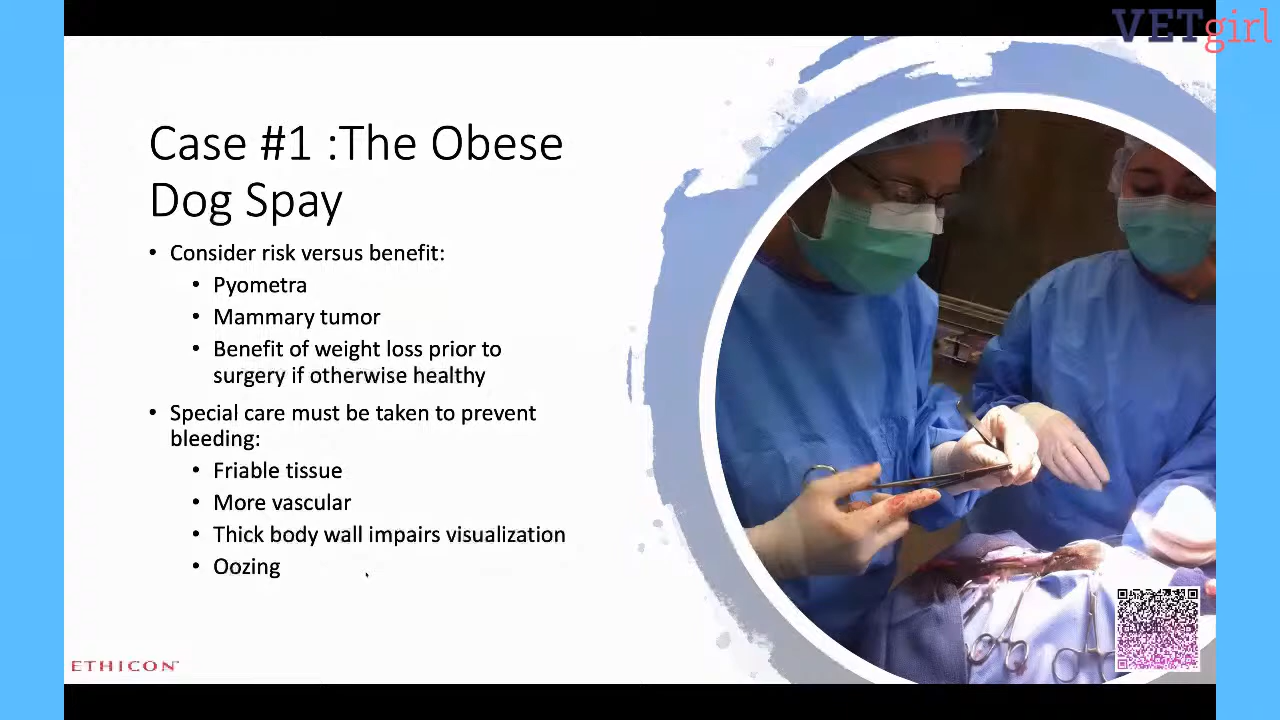 VETgirl
Case #1 :The Obese
Dog Spay
• Consider risk versus benefit:
• Pyometra
• Mammary tumor
• Benefit of weight loss prior to
surgery if otherwise healthy
• Special care must be taken to prevent
bleeding:
• Friable tissue
• More vascular
• Thick body wall impairs visualization
• Oozing
ETHICON™